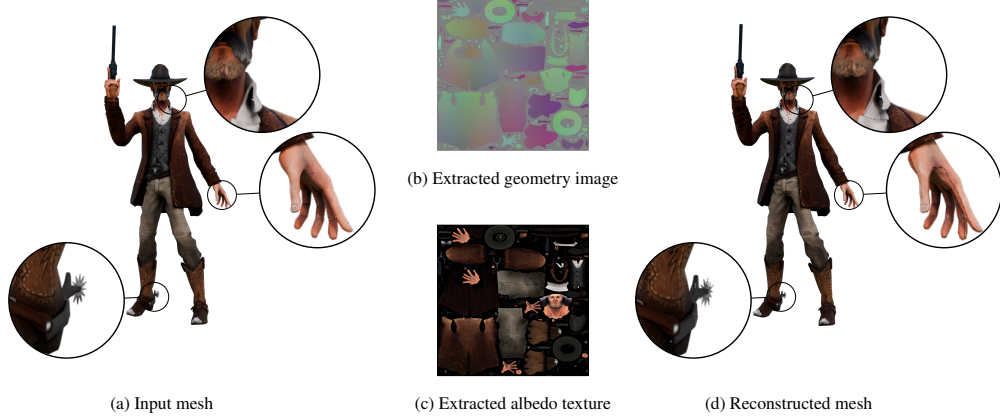 (b) Extracted geometry image
(a) Input mesh
(c) Extracted albedo texture
(d) Reconstructed mesh